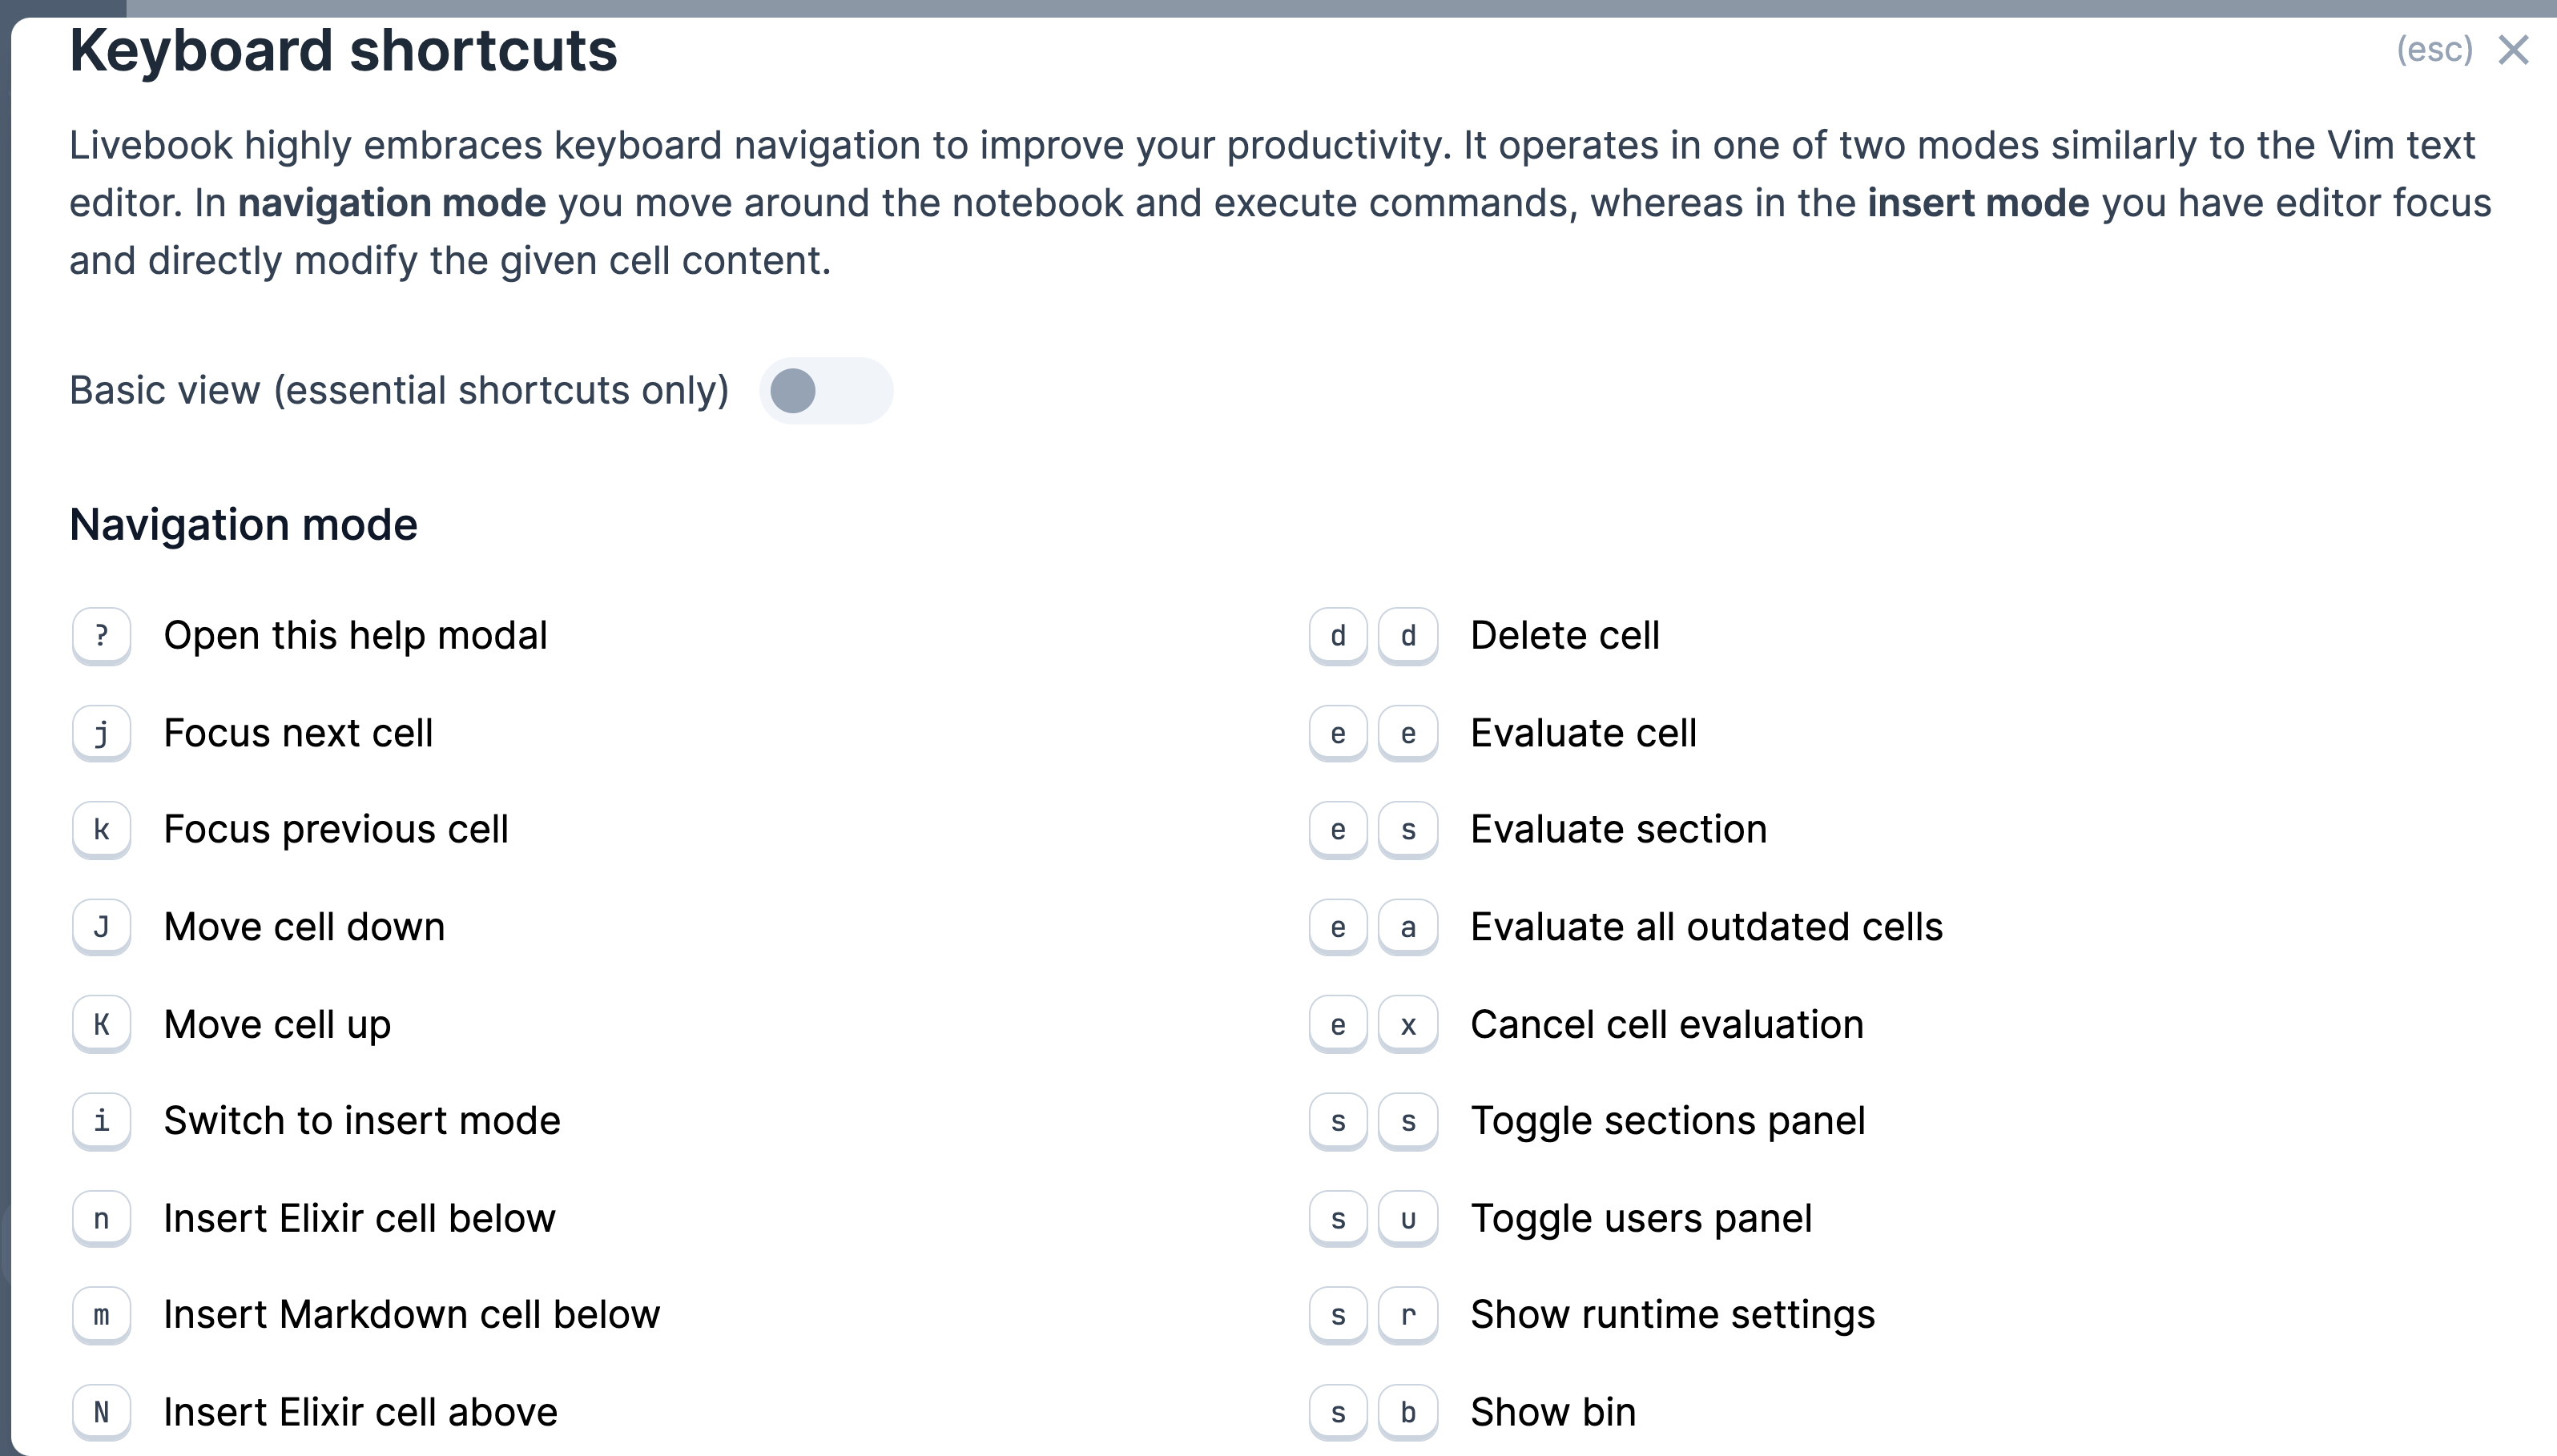 Keyboard shortcuts
(esc)
Livebook highly embraces keyboard navigation to improve your productivity. It operates in one of two modes similarly to the Vim text
editor. In navigation mode you move around the notebook and execute commands, whereas in the insert mode you have editor focus
and directly modify the given cell content.
Basic view (essential shortcuts only)
Navigation mode
? Open this help modal
j Focus next cell
k Focus previous cell
J Move cell down
K Move cell up
i Switch to insert mode
n Insert Elixir cell below
m Insert Markdown cell below
N Insert Elixir cell above
d d Delete cell
e e Evaluate cell
e s Evaluate section
e a Evaluate all outdated cells
e x Cancel cell evaluation
s s Toggle sections panel
s u Toggle users panel
s r Show runtime settings
s b Show bin